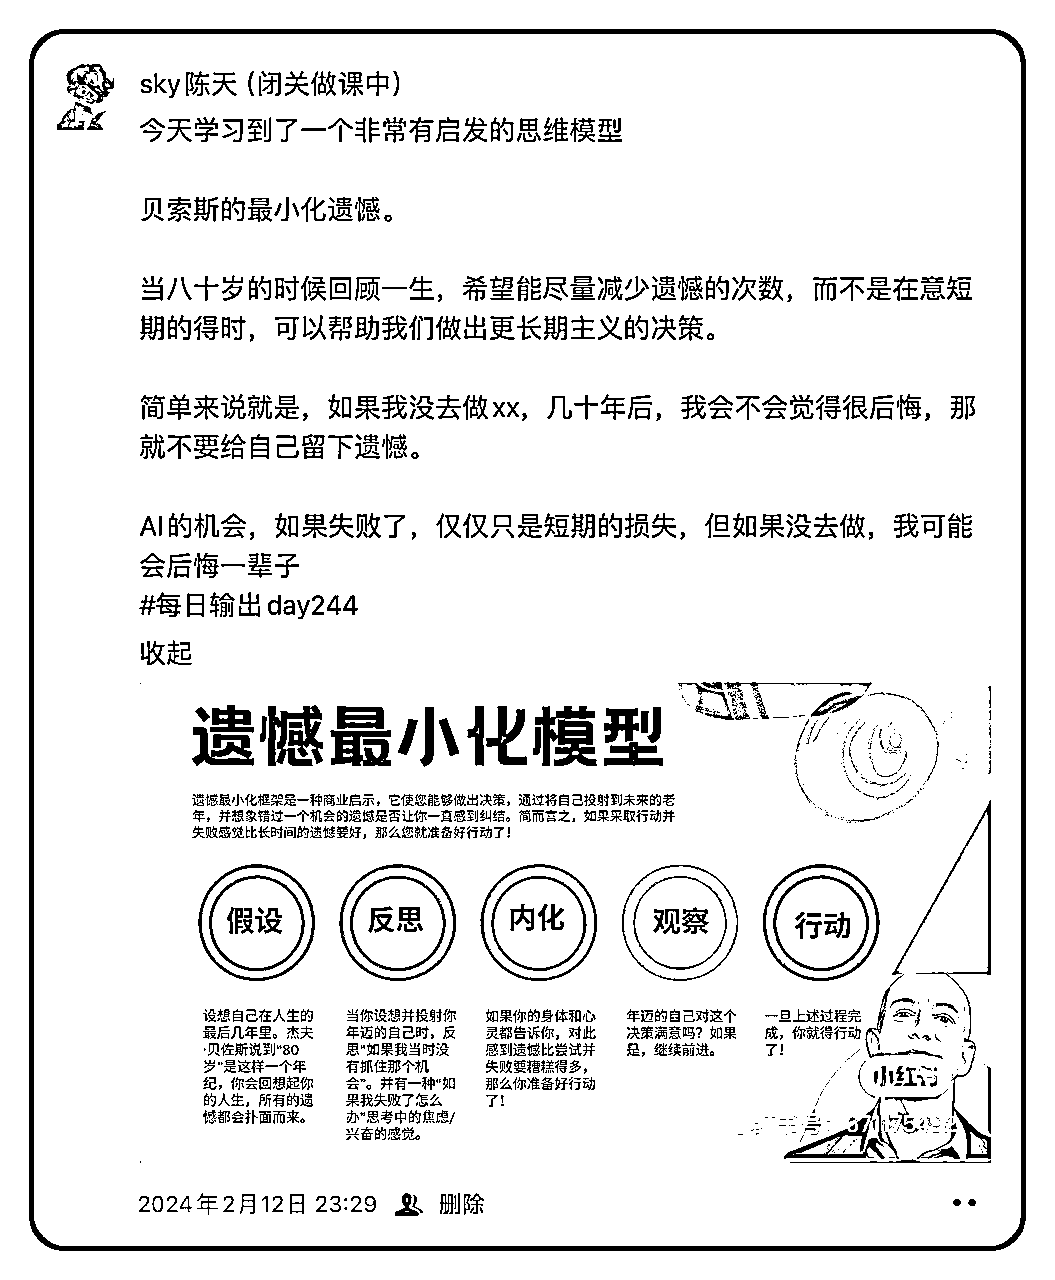 sky陈天（闭关做课中）
今天学习到了一个非常有启发的思维模型
贝索斯的最小化遗憾。
当八十岁的时候回顾一生，希望能尽量减少遗憾的次数，而不是在意短
期的得时，可以帮助我们做出更长期主义的决策。
简单来说就是，如果我没去做xx，几十年后，我会不会觉得很后悔，那
就不要给自己留下遗憾。
AI的机会，如果失败了，仅仅只是短期的损失，但如果没去做，我可能
会后悔一辈子
#每日输出day244
收起
遗憾最小化模型
遗憾最小化框架是一种商业启示，它使您能够做出决策，通过将自己投射到未来的老
年，并想象错过一个机会的遗憾是否让你一直感到纠结。简而言之，如果采取行动并
失败感觉比长时间的遗憾要好，那么您就准备好行动了！
假设
反思
内化
观察
行动
设想自己在人生的
最后几年里。杰夫
·贝佐斯说到“80
岁”是这样一个年
纪，你会回想起你
的人生，所有的遗
憾都会扑面而来。
当你设想并投射你
年迈的自己时，反
思“如果我当时没
有抓住那个机
会”。并有一种“如
果我失败了怎么
办”思考中的焦虑/
兴奋的感觉。
如果你的身体和心
灵都告诉你，对此
感到遗憾比尝试并
失败要糟糕得多，
那么你准备好行动
了！
年迈的自己对这个
决策满意吗？如果
是，继续前进。
一旦上述过程完
成，你就得行动
了！
小红书
2024年2月12日 23:29
删除